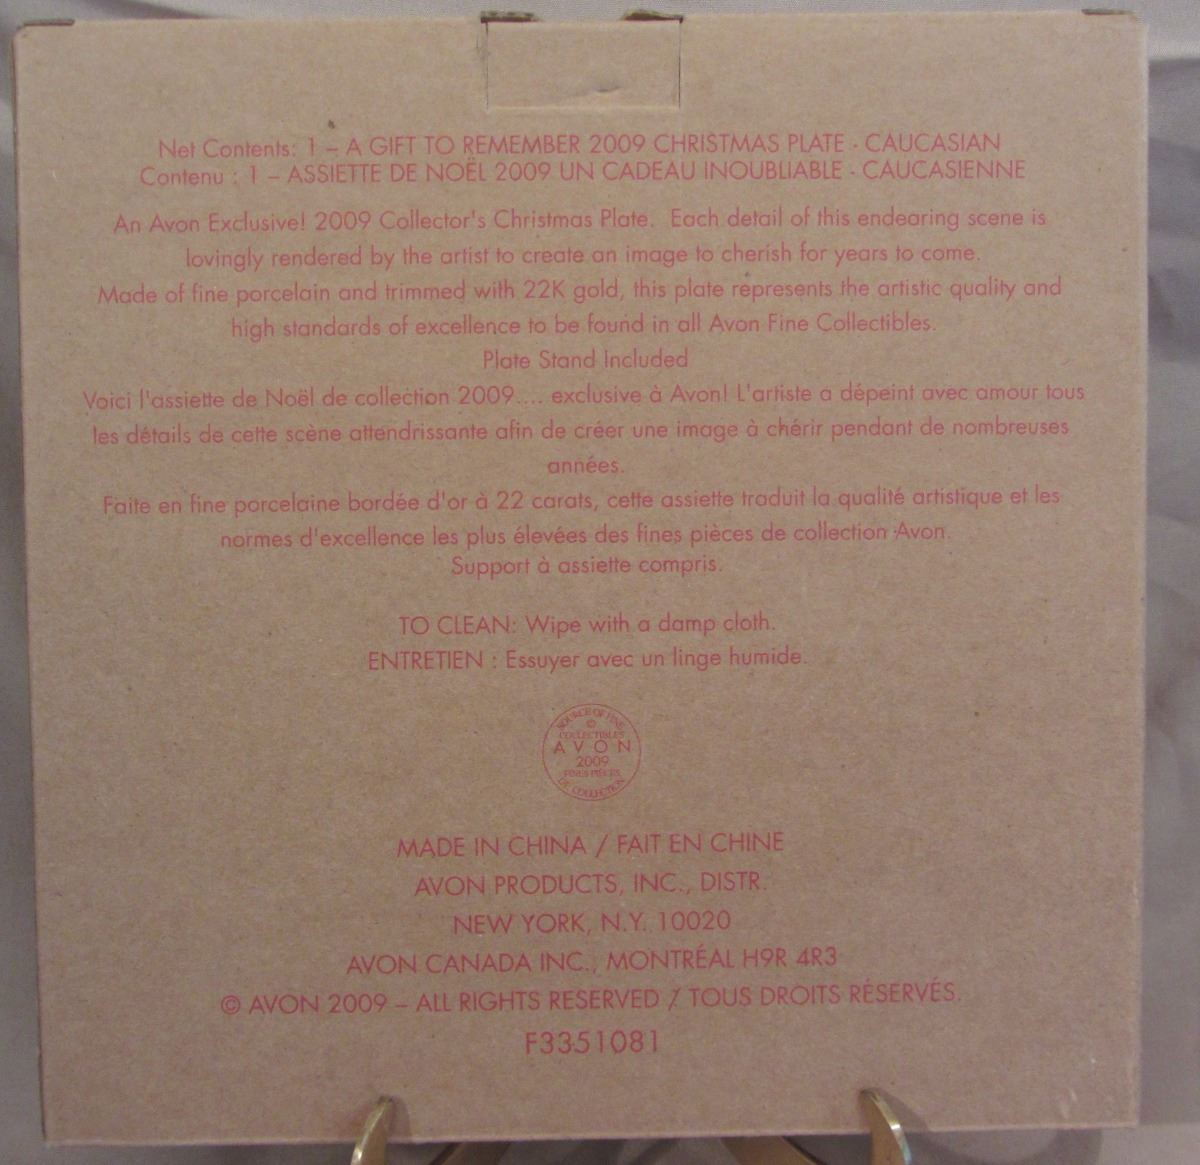 Net Contents: 1 – A GIFT TO REMEMBER 2009 CHRISTMAS PLATE · CAUCASIAN
Contenu : 1 – ASSIETTE DE NOËL 2009 UN CADEAU INOUBLIABLE · CAUCASIENNE
An Avon Exclusive! 2009 Collector's Christmas Plate. Each detail of this endearing scene is
lovingly rendered by the artist to create an image to cherish for years to come.
Made of fine porcelain and trimmed with 22K gold, this plate represents the artistic quality and
high standards of excellence to be found in all Avon Fine Collectibles.
Plate Stand Included
Voici l'assiette de Noël de collection 2009.... exclusive à Avon! L'artiste a dépeint avec amour tous
les détails de cette scène attendrissante afin de créer une image à chérir pendant de nombreuses
années.
Faite en fine porcelaine bordée d'or à 22 carats, cette assiette traduit la qualité artistique et les
normes d'excellence les plus élevées des fines pièces de collection Avon.
Support à assiette compris.
TO CLEAN: Wipe with a damp cloth.
ENTRETIEN : Essuyer avec un linge humide.
SOURCE OF FINE
©
COLLECTIBLES
AVON
2009
FINES PIÈCES
DE COLLECTION
MADE IN CHINA / FAIT EN CHINE
AVON PRODUCTS, INC., DISTR.
NEW YORK, N.Y. 10020
AVON CANADA INC., MONTRÉAL H9R 4R3
© AVON 2009 – ALL RIGHTS RESERVED / TOUS DROITS RÉSERVÉS.
F3351081